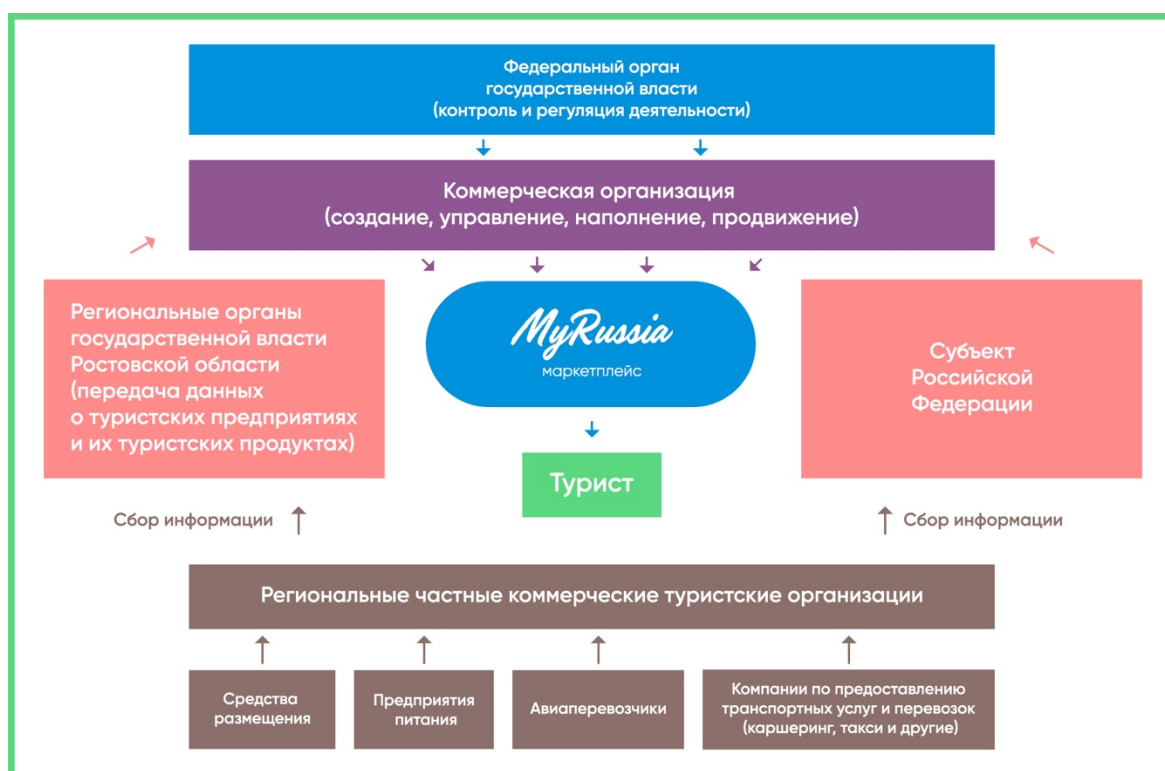 Федеральный орган
государственной власти
(контроль и регуляция деятельности)
Коммерческая организация
(создание, управление, наполнение, продвижение)
Региональные органы
государственной власти
Ростовской области
(передача данных
о туристских предприятиях
и их туристских продуктах)
MyRussia
маркетплейс
Субъект
Российской
Федерации
Турист
Сбор информации
Сбор информации
Региональные частные коммерческие туристские организации
Средства
размещения
Предприятия
питания
Авиаперевозчики
Компании по предоставлению
транспортных услуг и перевозок
(каршеринг, такси и другие)